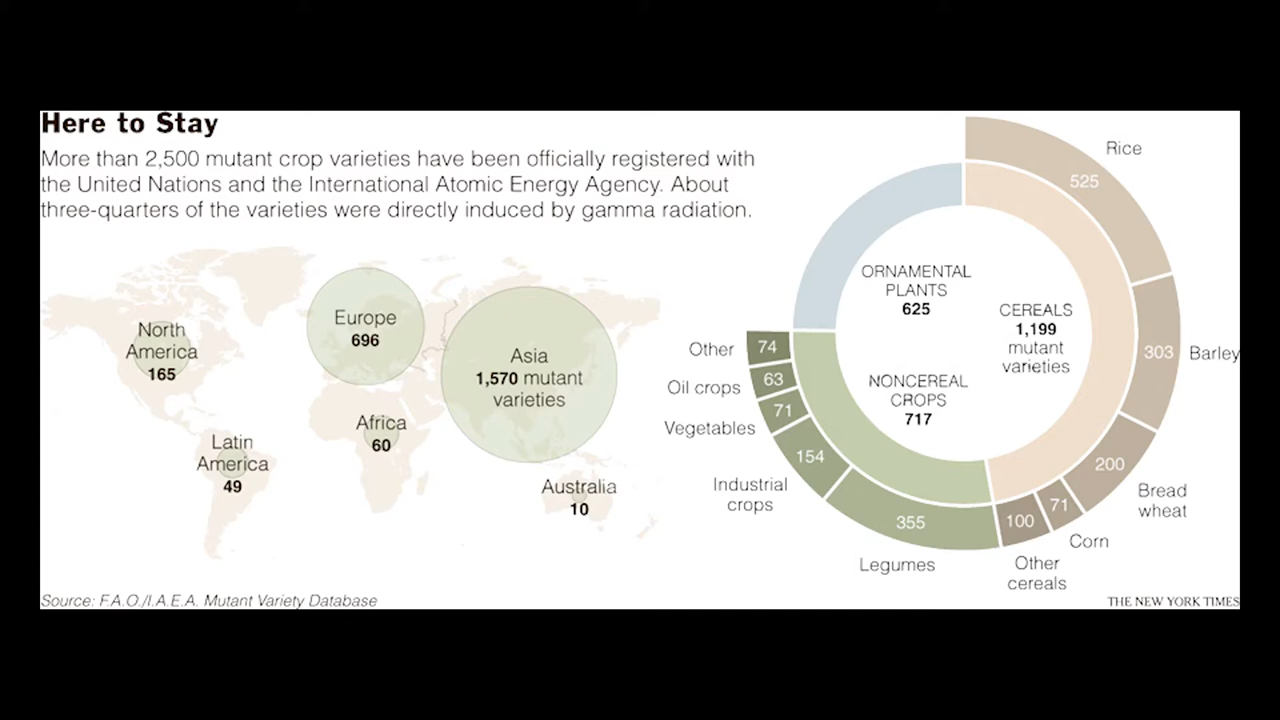 Here to Stay
More than 2,500 mutant crop varieties have been officially registered with
the United Nations and the International Atomic Energy Agency. About
three-quarters of the varieties were directly induced by gamma radiation.
North
America
165
Europe
696
Asia
1,570 mutant
varieties
Africa
60
Latin
America
49
Australia
10
Source: F.A.O./I.A.E.A. Mutant Variety Database
Rice
525
ORNAMENTAL
PLANTS
625
CEREALS
1,199
mutant
varieties
NONCEREAL
CROPS
717
303
Barley
200
Bread
wheat
71
Corn
100
Other
cereals
355
Legumes
154
Industrial
crops
71
Vegetables
63
Oil crops
74
Other
THE NEW YORK TIMES